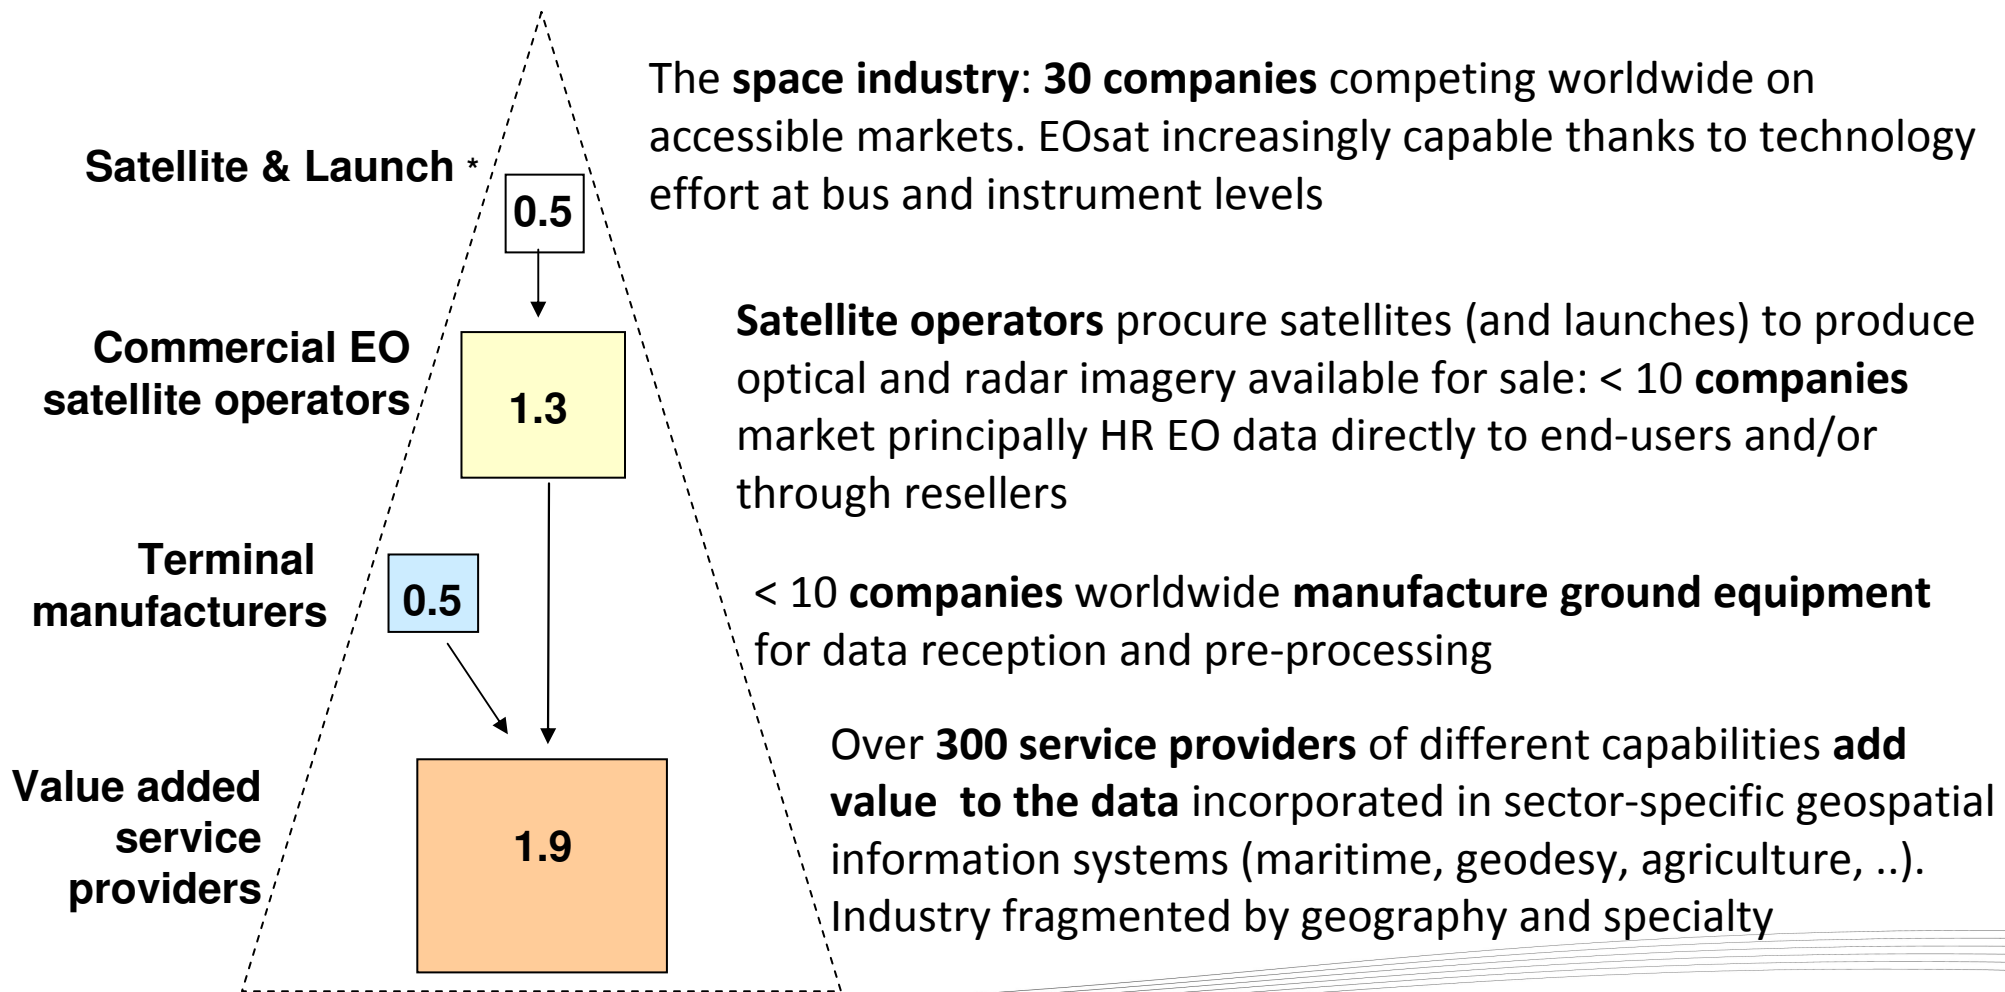 The space industry: 30 companies competing worldwide on
accessible markets. EOsat increasingly capable thanks to technology
effort at bus and instrument levels
Satellite & Launch *
0.5
Satellite operators procure satellites (and launches) to produce
optical and radar imagery available for sale: < 10 companies
market principally HR EO data directly to end-users and/or
through resellers
Commercial EO
satellite operators
1.3
Terminal
manufacturers
0.5
< 10 companies worldwide manufacture ground equipment
for data reception and pre-processing
Value added
service
providers
1.9
Over 300 service providers of different capabilities add
value  to the data incorporated in sector-specific geospatial
information systems (maritime, geodesy, agriculture, ..).
Industry fragmented by geography and specialty